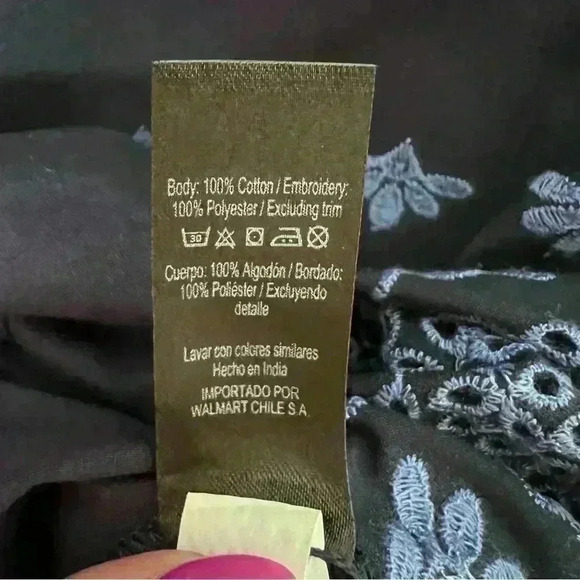 Body: 100% Cotton / Embroidery:
100% Polyester / Excluding trim
30
Cuerpo: 100% Algodón / Bordado:
100% Poliéster / Excluyendo
detalle
Lavar con colores similares
Hecho en India
IMPORTADO POR
WALMART CHILE S.A.